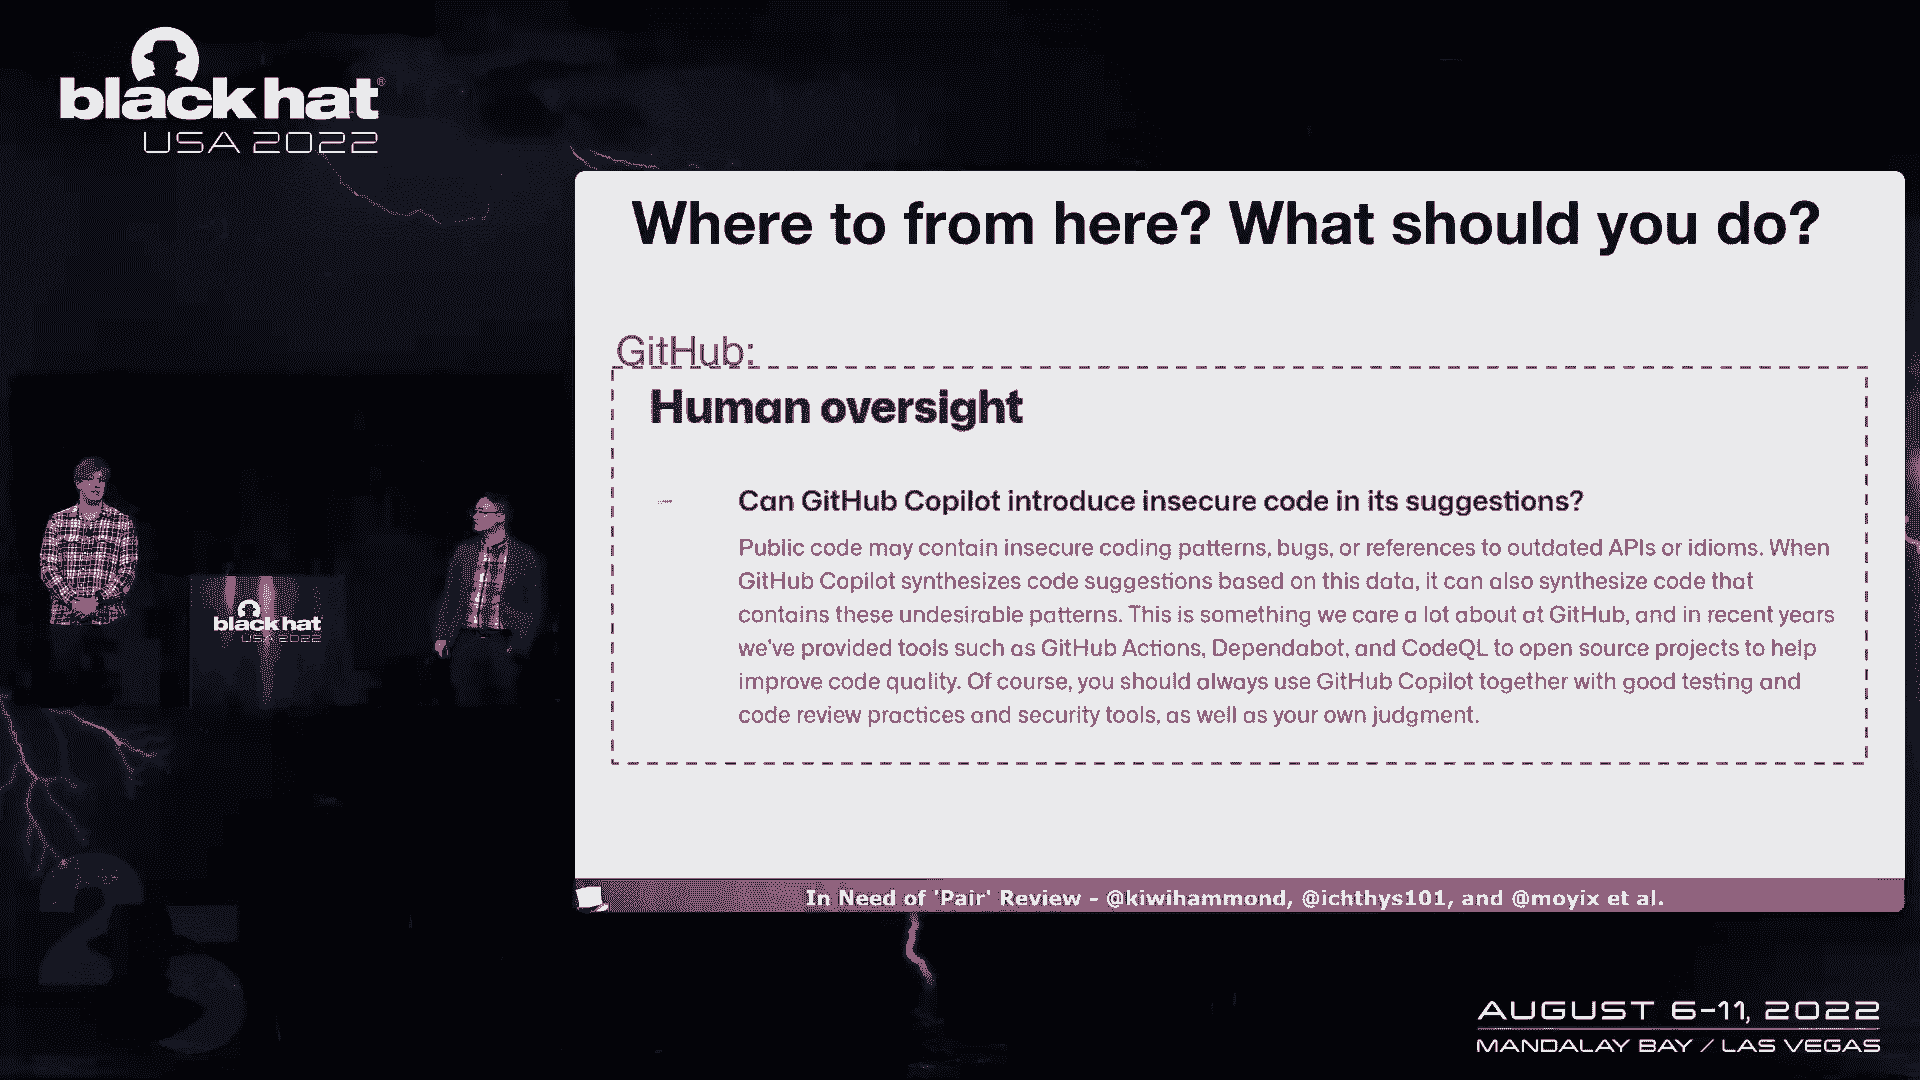 black hat®
USA 2022
Where to from here? What should you do?
GitHub:
Human oversight
Can GitHub Copilot introduce insecure code in its suggestions?
Public code may contain insecure coding patterns, bugs, or references to outdated APIs or idioms. When
GitHub Copilot synthesizes code suggestions based on this data, it can also synthesize code that
contains these undesirable patterns. This is something we care a lot about at GitHub, and in recent years
we've provided tools such as GitHub Actions, Dependabot, and CodeQL to open source projects to help
improve code quality. Of course, you should always use GitHub Copilot together with good testing and
code review practices and security tools, as well as your own judgment.
black hat
USA 2022
In Need of 'Pair' Review - @kiwihammond, @ichthys101, and @moyix et al.
25
AUGUST 6-11, 2022
MANDALAY BAY / LAS VEGAS